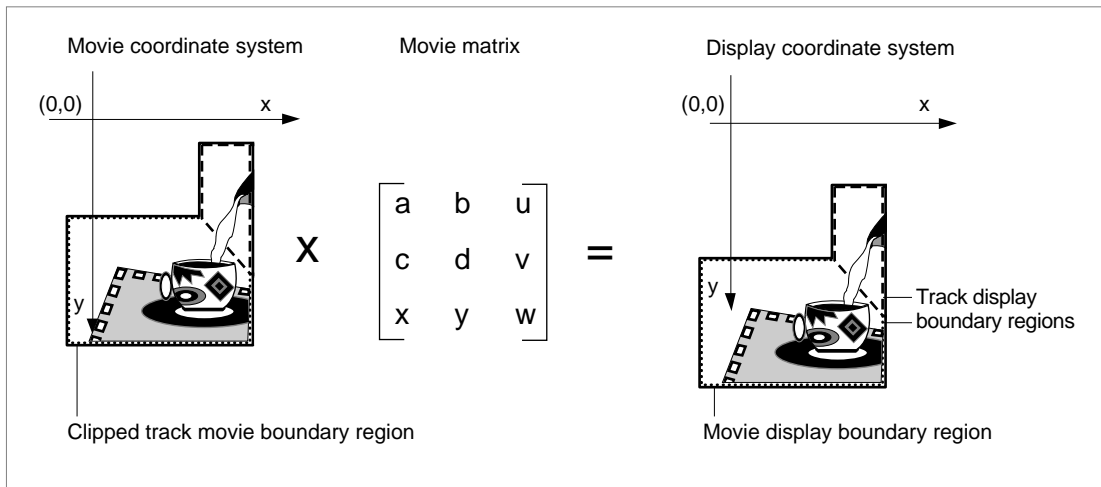 Movie coordinate system
Movie matrix
Display coordinate system
(0,0)
x
(0,0)
x
a b u
c d v
x y w
X
=
y
y
Track display
boundary regions
Clipped track movie boundary region
Movie display boundary region